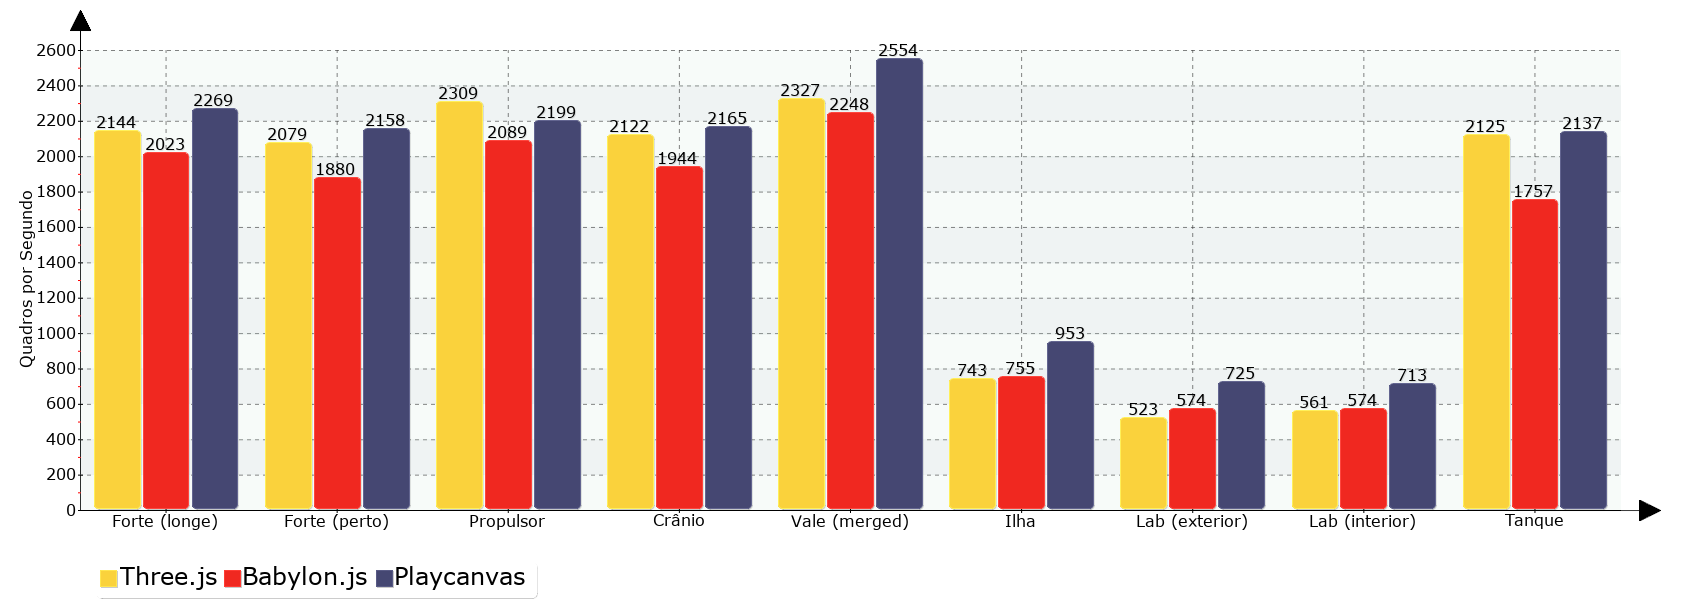 Quadros por Segundo
2600
2400
2200
2000
1800
1600
1400
1200
1000
800
600
400
200
0
2144 2023 2269
2079 1880 2158
2309 2089 2199
2122 1944 2165
2327 2248 2554
743 755 953
523 574 725
561 574 713
2125 1757 2137
Forte (longe) Forte (perto) Propulsor Crânio Vale (merged) Ilha Lab (exterior) Lab (interior) Tanque
Three.js Babylon.js Playcanvas